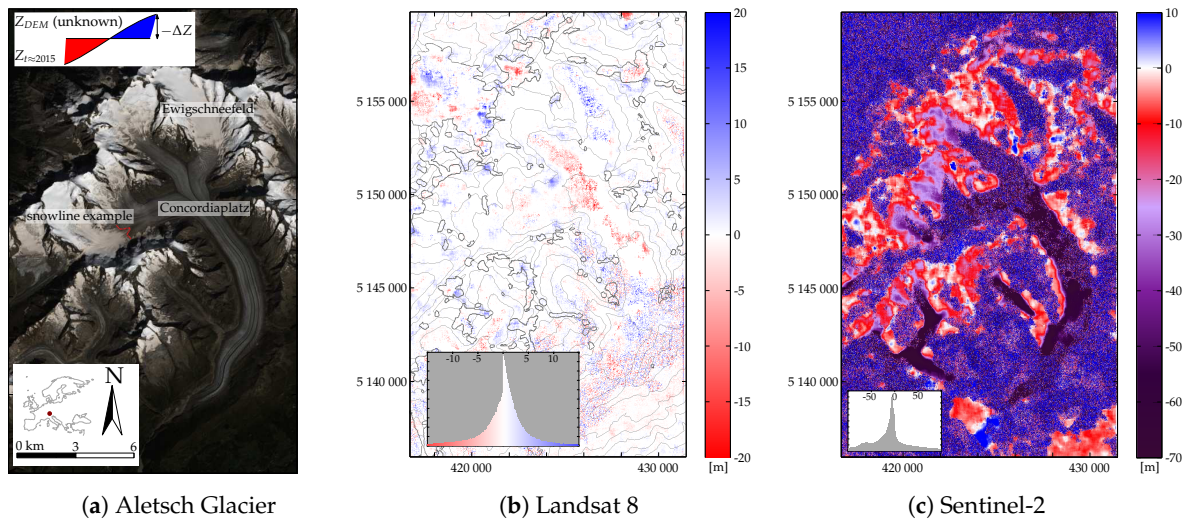 Z_DEM (unknown)
−ΔZ
Z_t≈2015
Ewigschneefeld
Concordiaplatz
snowline example
N
0 km 3 6
(a) Aletsch Glacier
5 155 000
5 150 000
5 145 000
5 140 000
-10 -5 0 5 10
420 000 430 000
20
15
10
5
0
-5
-10
-15
-20
[m]
(b) Landsat 8
5 155 000
5 150 000
5 145 000
5 140 000
-50 0 50
420 000 430 000
10
0
-10
-20
-30
-40
-50
-60
-70
[m]
(c) Sentinel-2